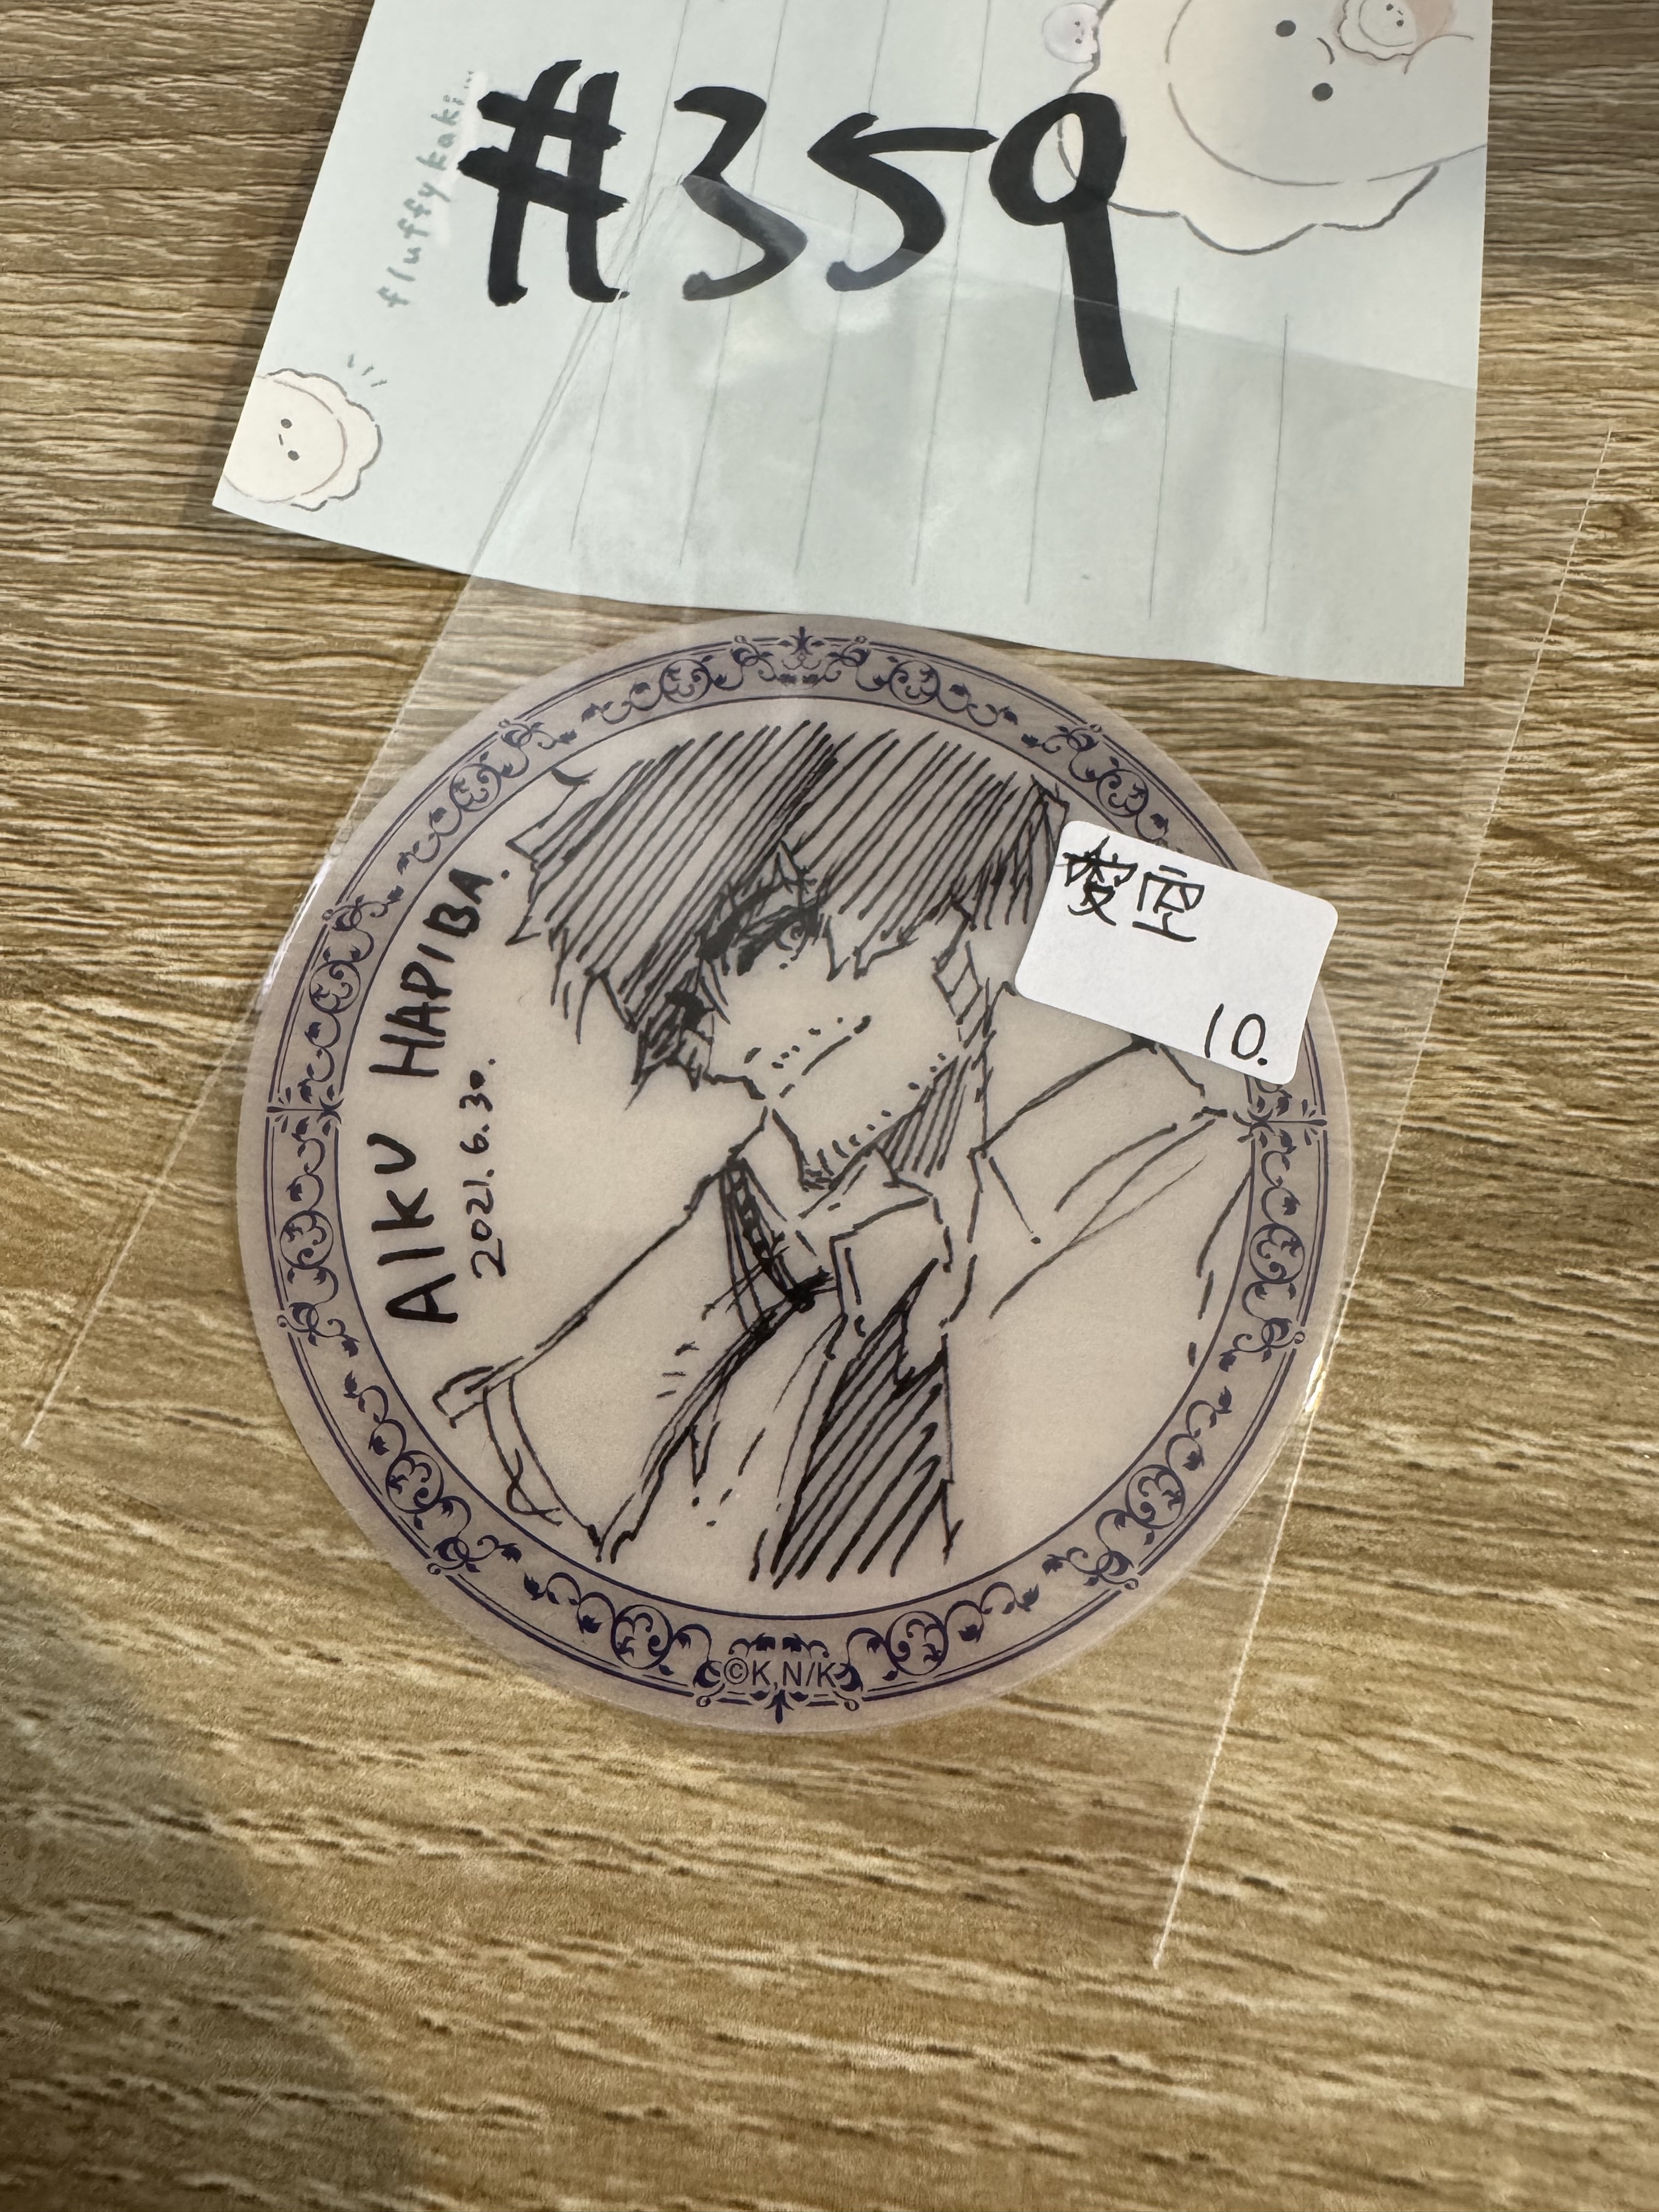 #359
fluffy kaki...
愛空
10.
AIKU HAPIBA.
2021.6.30.
©K,N/K